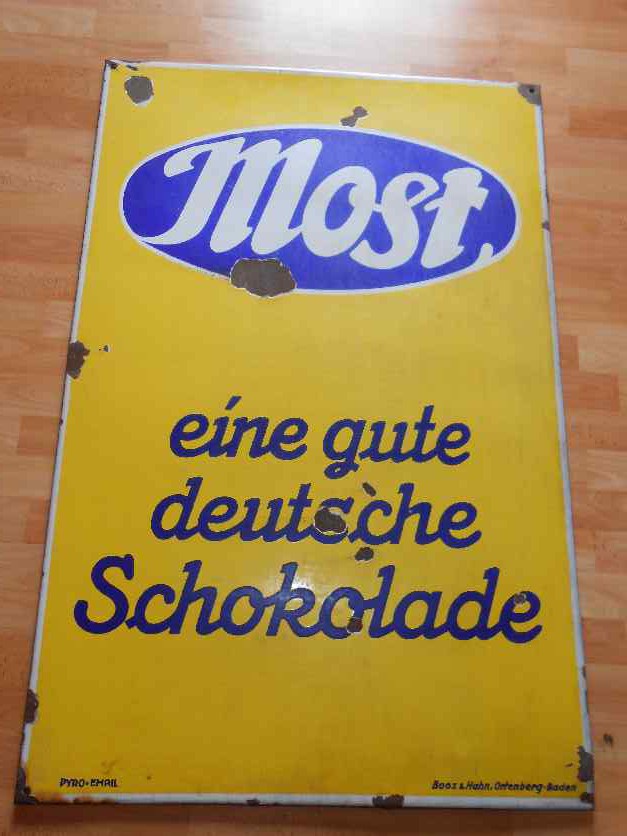 Most,
eine gute
deutsche
Schokolade
PYRO-EMAIL
Boos & Hahn, Ortenberg-Baden